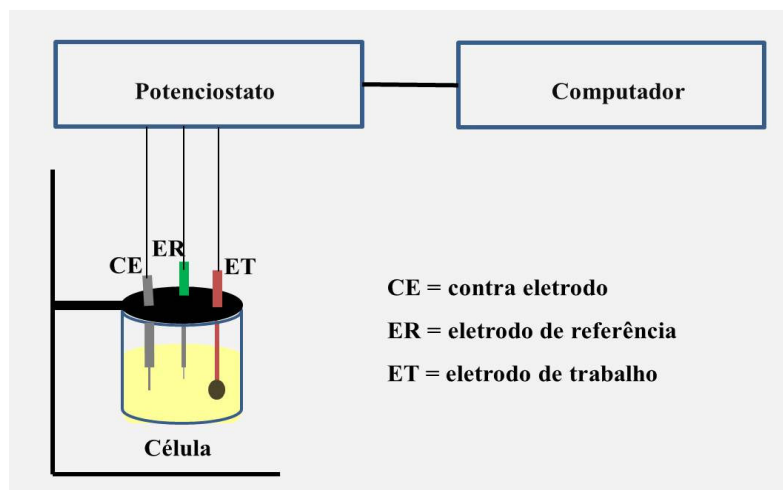 Potenciostato
Computador
ER
CE
ET
CE = contra eletrodo
ER = eletrodo de referência
ET = eletrodo de trabalho
Célula